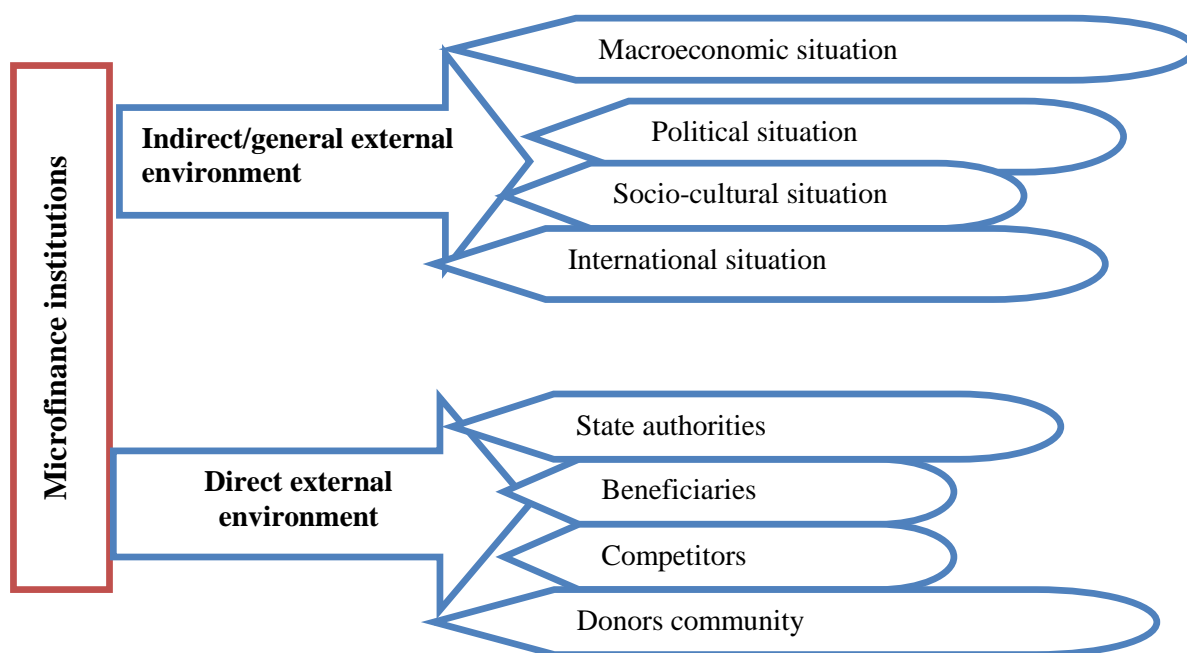 Microfinance institutions
Indirect/general external
environment
Macroeconomic situation
Political situation
Socio-cultural situation
International situation
Direct external
environment
State authorities
Beneficiaries
Competitors
Donors community